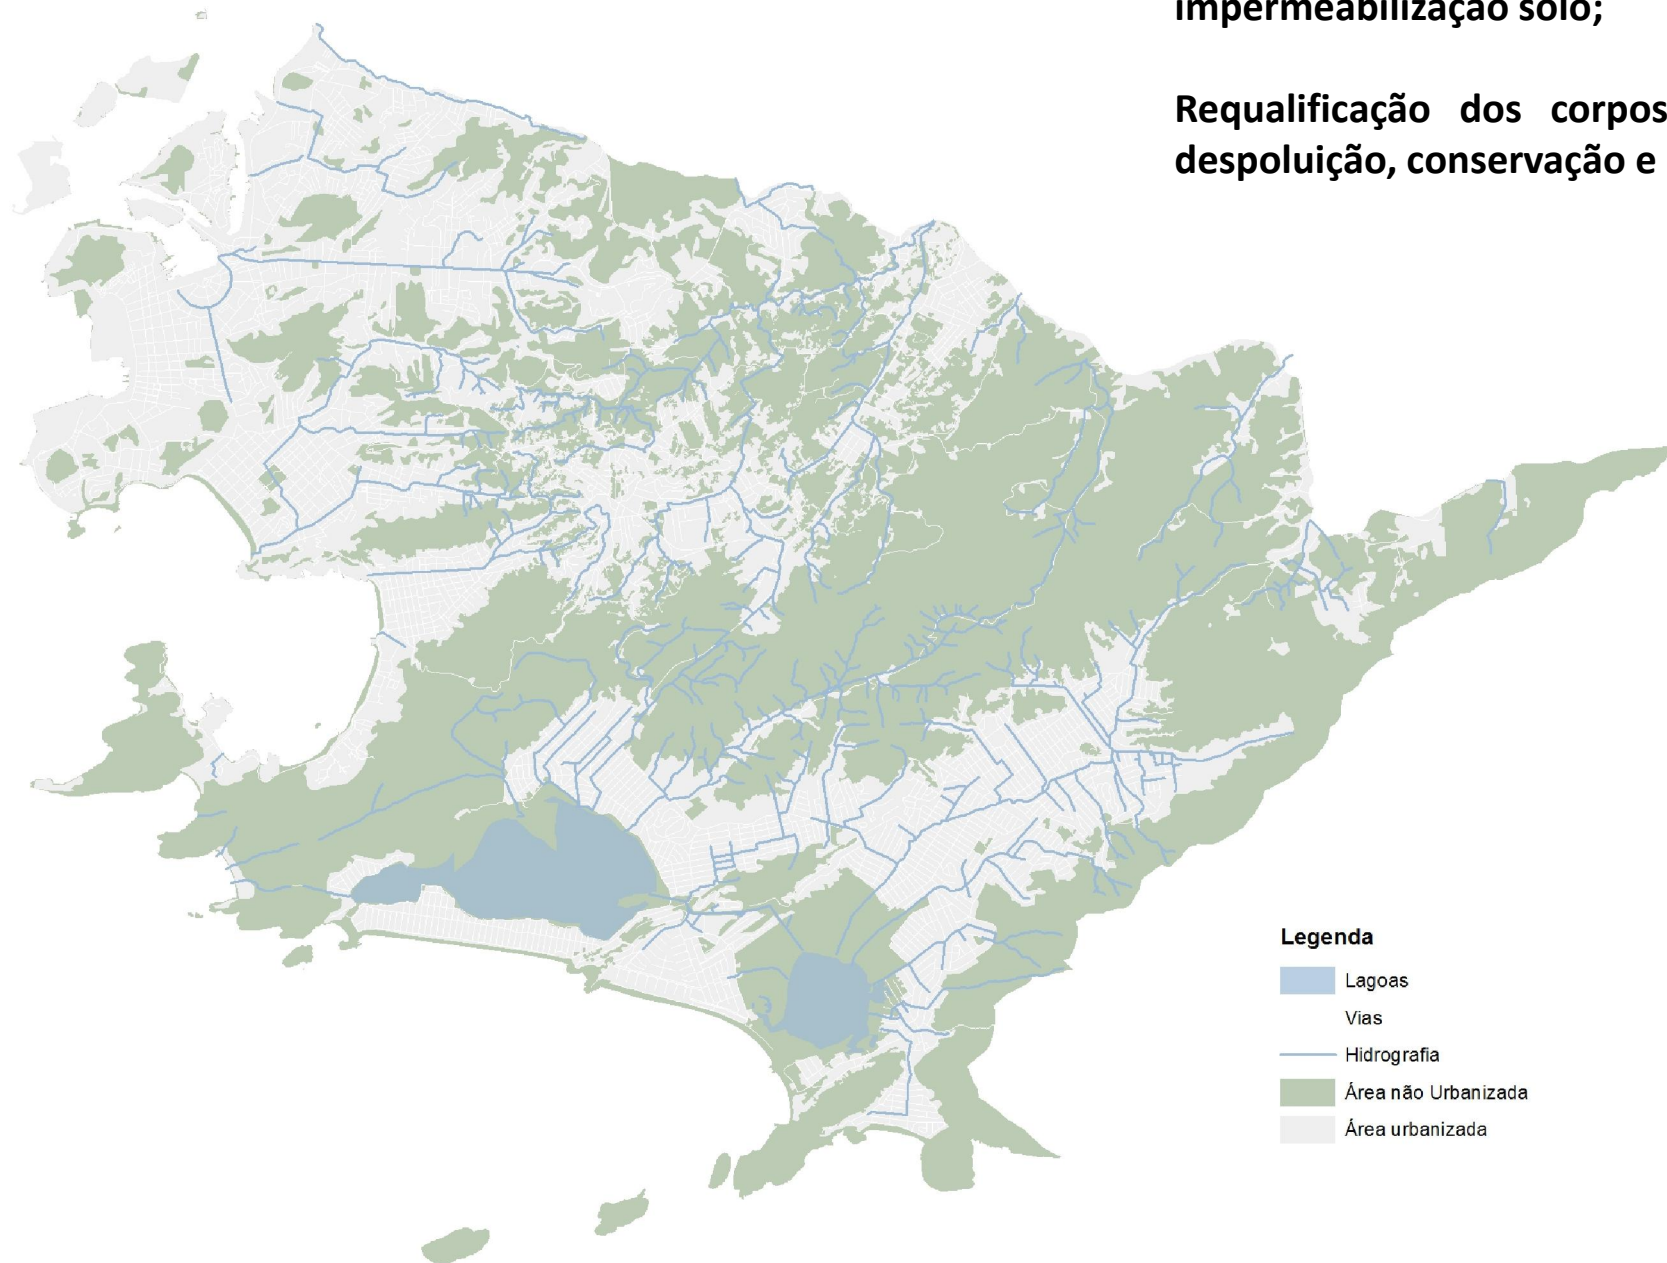 impermeabilização solo;
Requalificação dos corpos
despoluição, conservação e
Legenda
Lagoas
Vias
Hidrografia
Área não Urbanizada
Área urbanizada